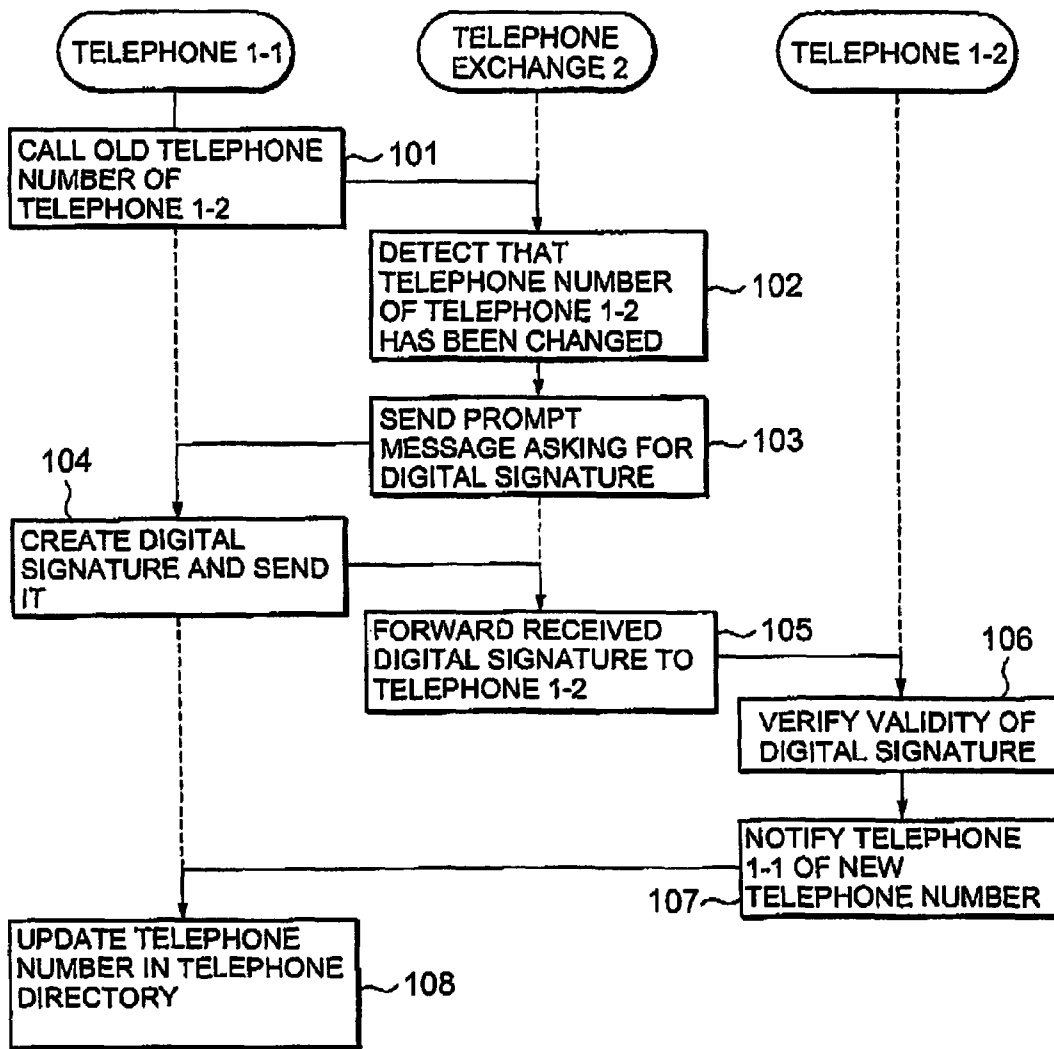 TELEPHONE 1-1
TELEPHONE
EXCHANGE 2
TELEPHONE 1-2
CALL OLD TELEPHONE
NUMBER OF
TELEPHONE 1-2
101
DETECT THAT
TELEPHONE NUMBER
OF TELEPHONE 1-2
HAS BEEN CHANGED
102
SEND PROMPT
MESSAGE ASKING FOR
DIGITAL SIGNATURE
103
104
CREATE DIGITAL
SIGNATURE AND SEND
IT
FORWARD RECEIVED
DIGITAL SIGNATURE TO
TELEPHONE 1-2
105
106
VERIFY VALIDITY OF
DIGITAL SIGNATURE
NOTIFY TELEPHONE
1-1 OF NEW
TELEPHONE NUMBER
107
UPDATE TELEPHONE
NUMBER IN TELEPHONE
DIRECTORY
108